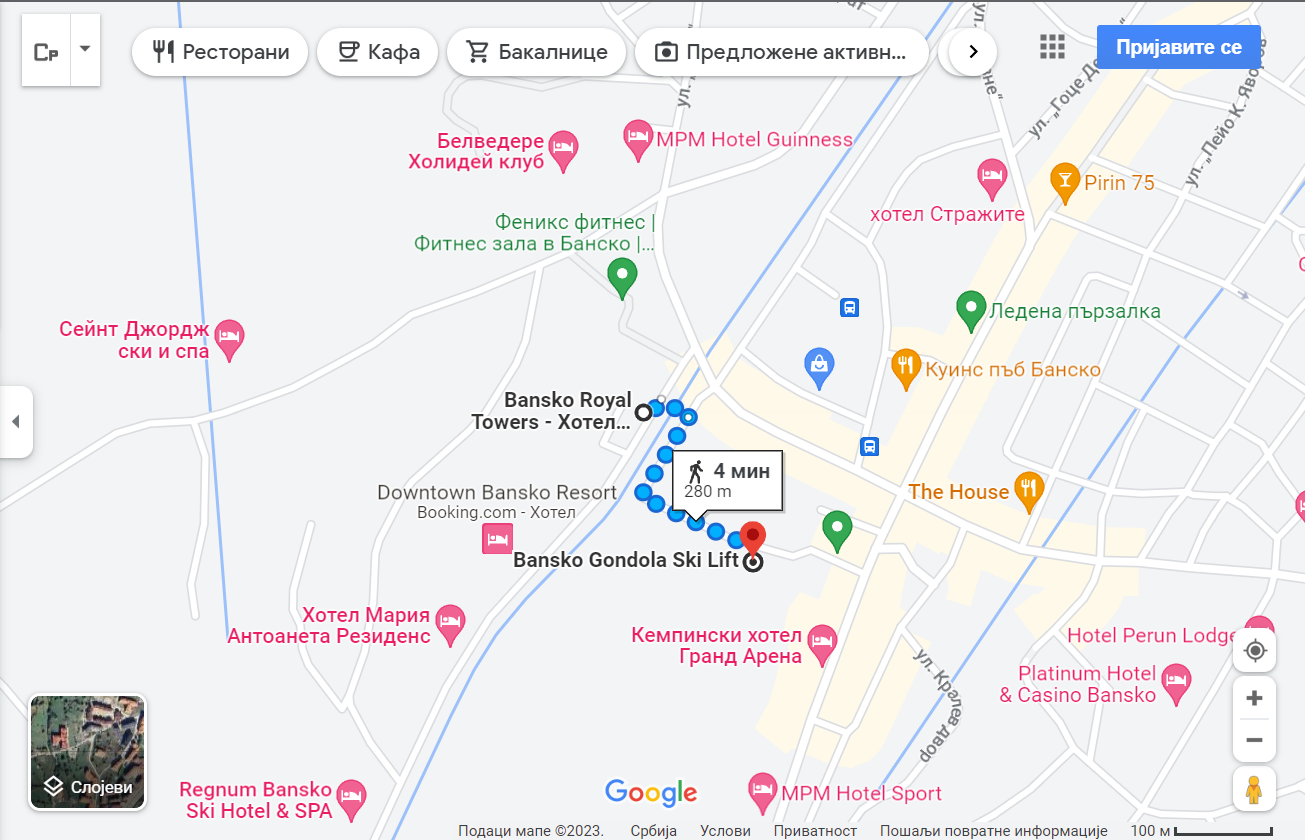 Ср
Ресторани
Кафа
Бакалнице
Предложене активн...
Пријавите се
ул. „Гоце Де
ул. „Пейо К. Яворов
Белведере
Холидей клуб
MPM Hotel Guinness
хотел Стражите
Pirin 75
Феникс фитнес |
Фитнес зала в Банско |...
Ледена пързалка
Сейнт Джордж
ски и спа
Куинс пъб Банско
Bansko Royal
Towers - Хотел...
4 мин
280 m
Downtown Bansko Resort
Booking.com - Хотел
The House
Bansko Gondola Ski Lift
Хотел Мария
Антоанета Резиденс
Кемпински хотел
Гранд Арена
Hotel Perun Lodge
ул. Кралев двор
Platinum Hotel
& Casino Bansko
Слојеви
Regnum Bansko
Ski Hotel & SPA
Google
MPM Hotel Sport
Подаци мапе ©2023.
Србија
Услови
Приватност
Пошаљи повратне информације
100 м